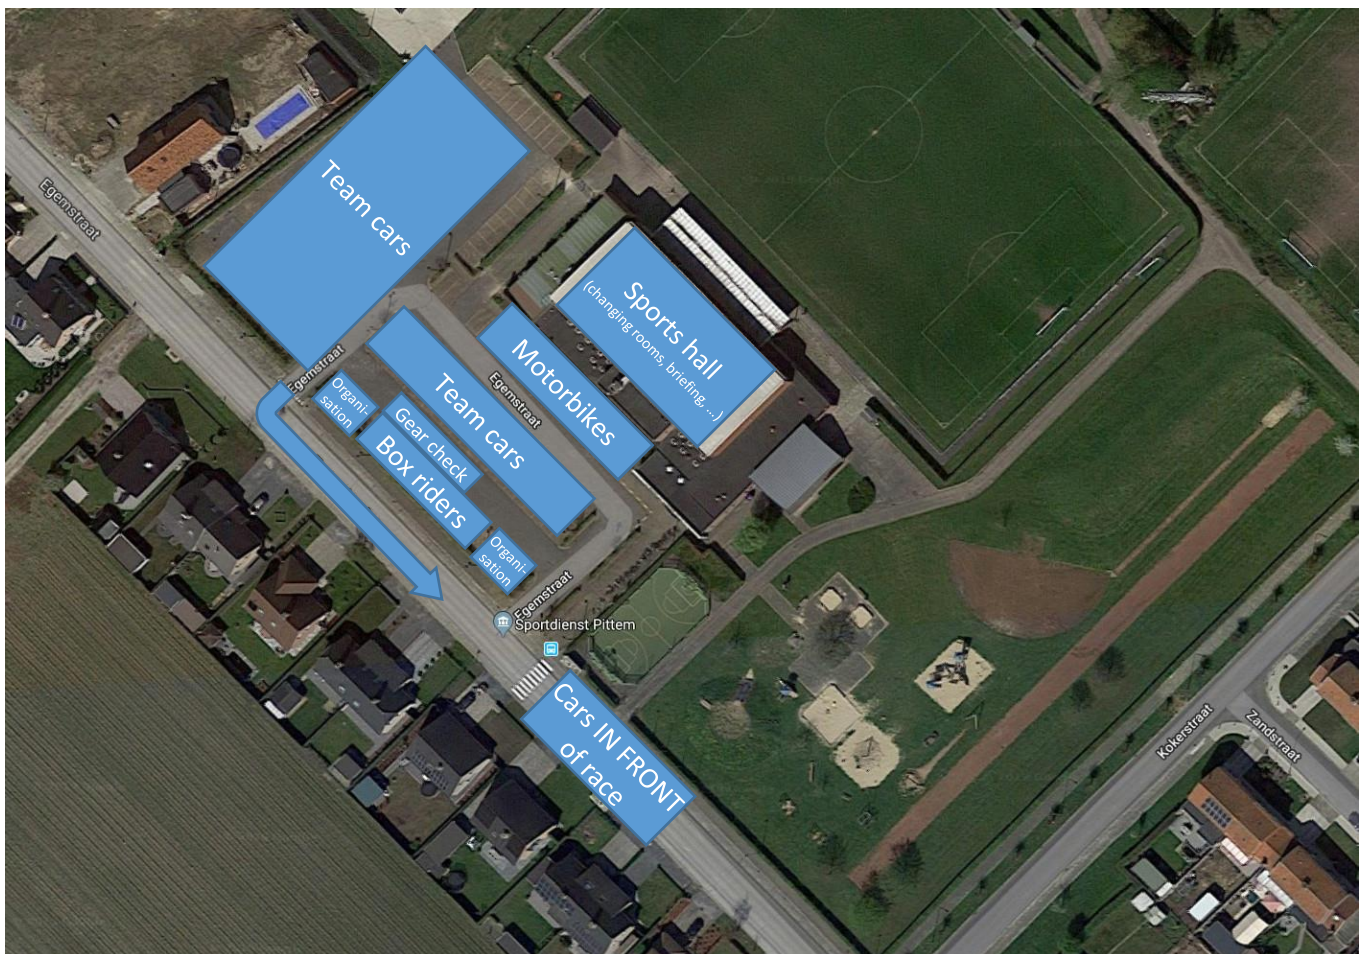 Team cars
Egemstraat
Sports hall
(changing rooms, briefing, ...)
Motorbikes
Egemstraat
Team cars
Egemstraat
Organi-
sation
Gear check
Box riders
Organi-
sation
Egemstraat
Sportdienst Pittem
Cars IN FRONT
of race
Kokerstraat
Zandstraat